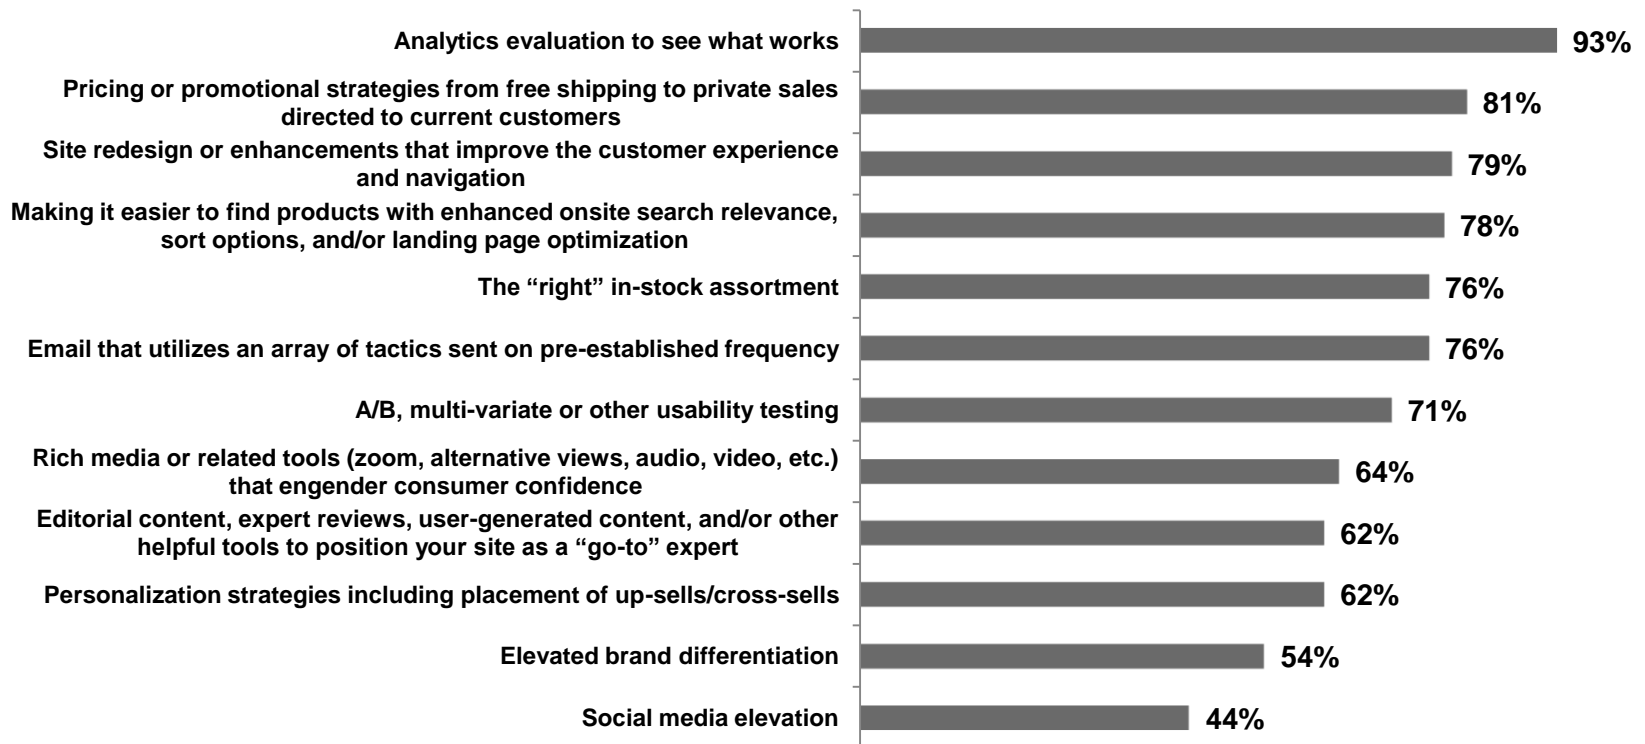 Analytics evaluation to see what works
93%
Pricing or promotional strategies from free shipping to private sales
directed to current customers
81%
Site redesign or enhancements that improve the customer experience
and navigation
79%
Making it easier to find products with enhanced onsite search relevance,
sort options, and/or landing page optimization
78%
The “right” in-stock assortment
76%
Email that utilizes an array of tactics sent on pre-established frequency
76%
A/B, multi-variate or other usability testing
71%
Rich media or related tools (zoom, alternative views, audio, video, etc.)
that engender consumer confidence
64%
Editorial content, expert reviews, user-generated content, and/or other
helpful tools to position your site as a “go-to” expert
62%
Personalization strategies including placement of up-sells/cross-sells
62%
Elevated brand differentiation
54%
Social media elevation
44%